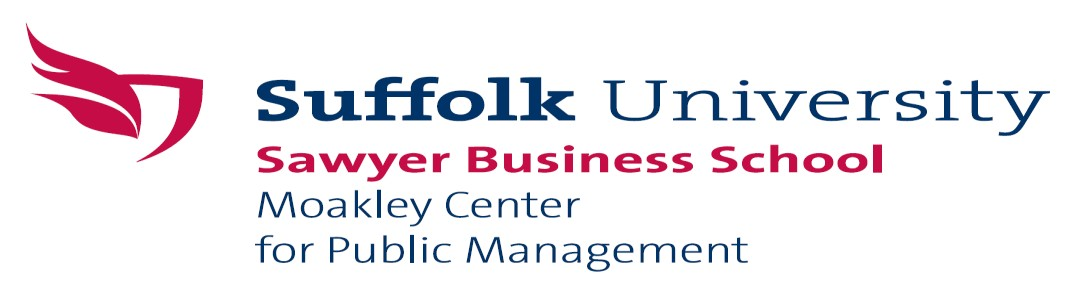 Suffolk University
Sawyer Business School
Moakley Center
for Public Management